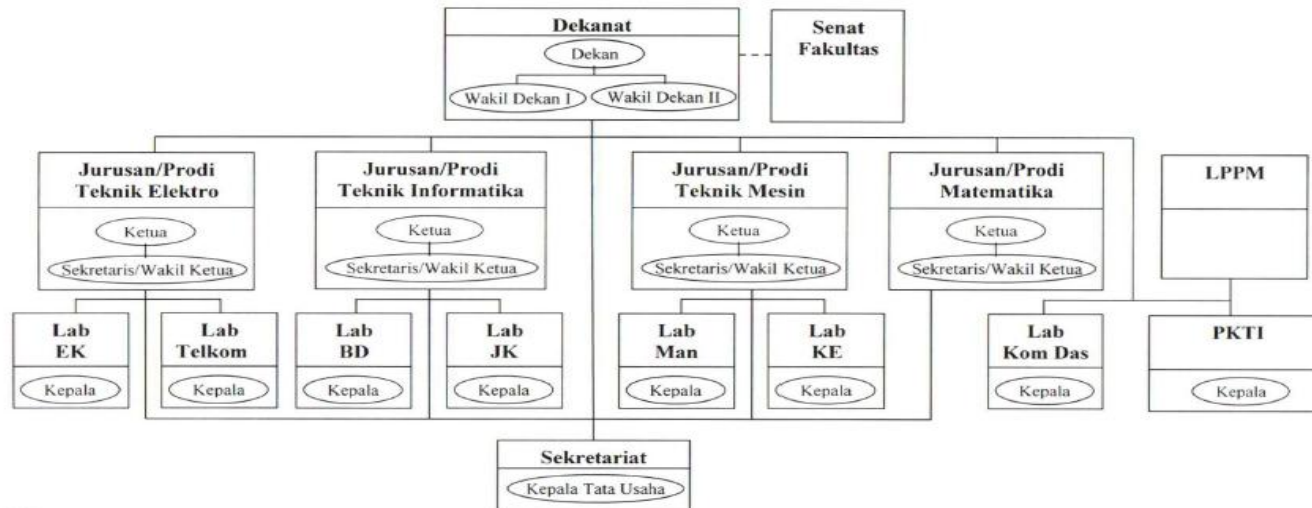 Dekanat
Dekan
Wakil Dekan I
Wakil Dekan II
Senat
Fakultas
Jurusan/Prodi
Teknik Elektro
Ketua
Sekretaris/Wakil Ketua
Jurusan/Prodi
Teknik Informatika
Ketua
Sekretaris/Wakil Ketua
Jurusan/Prodi
Teknik Mesin
Ketua
Sekretaris/Wakil Ketua
Jurusan/Prodi
Matematika
Ketua
Sekretaris/Wakil Ketua
LPPM
Lab
EK
Kepala
Lab
Telkom
Kepala
Lab
BD
Kepala
Lab
JK
Kepala
Lab
Man
Kepala
Lab
KE
Kepala
Lab
Kom Das
Kepala
PKTI
Kepala
Sekretariat
Kepala Tata Usaha